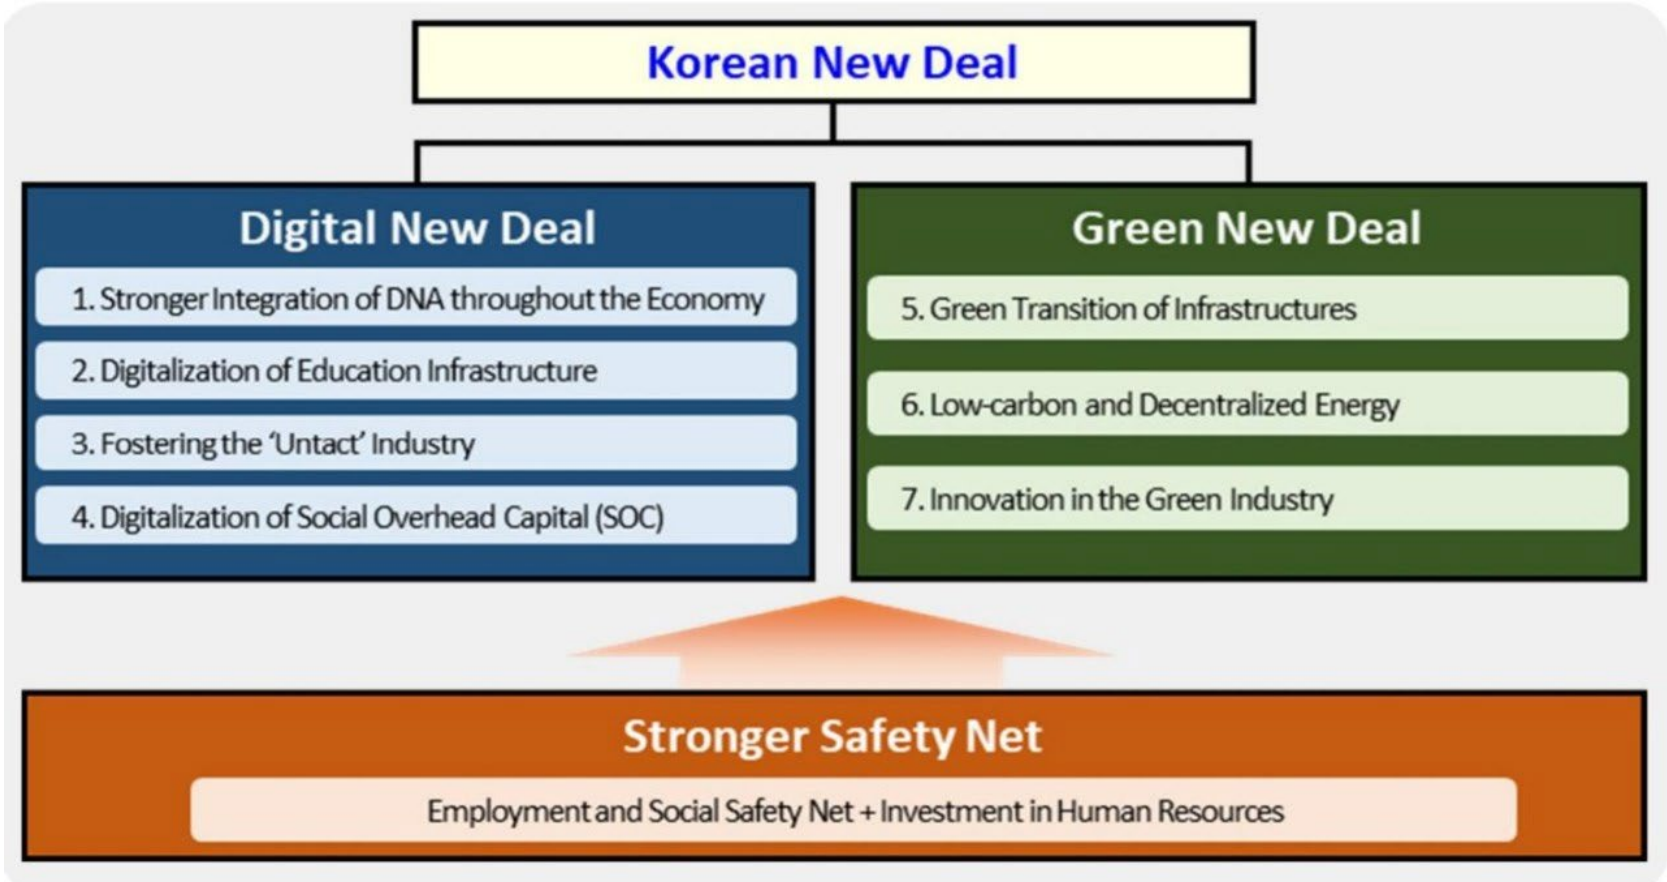 Korean New Deal
Digital New Deal
1. Stronger Integration of DNA throughout the Economy
2. Digitalization of Education Infrastructure
3. Fostering the ‘Untact’ Industry
4. Digitalization of Social Overhead Capital (SOC)
Green New Deal
5. Green Transition of Infrastructures
6. Low-carbon and Decentralized Energy
7. Innovation in the Green Industry
Stronger Safety Net
Employment and Social Safety Net + Investment in Human Resources